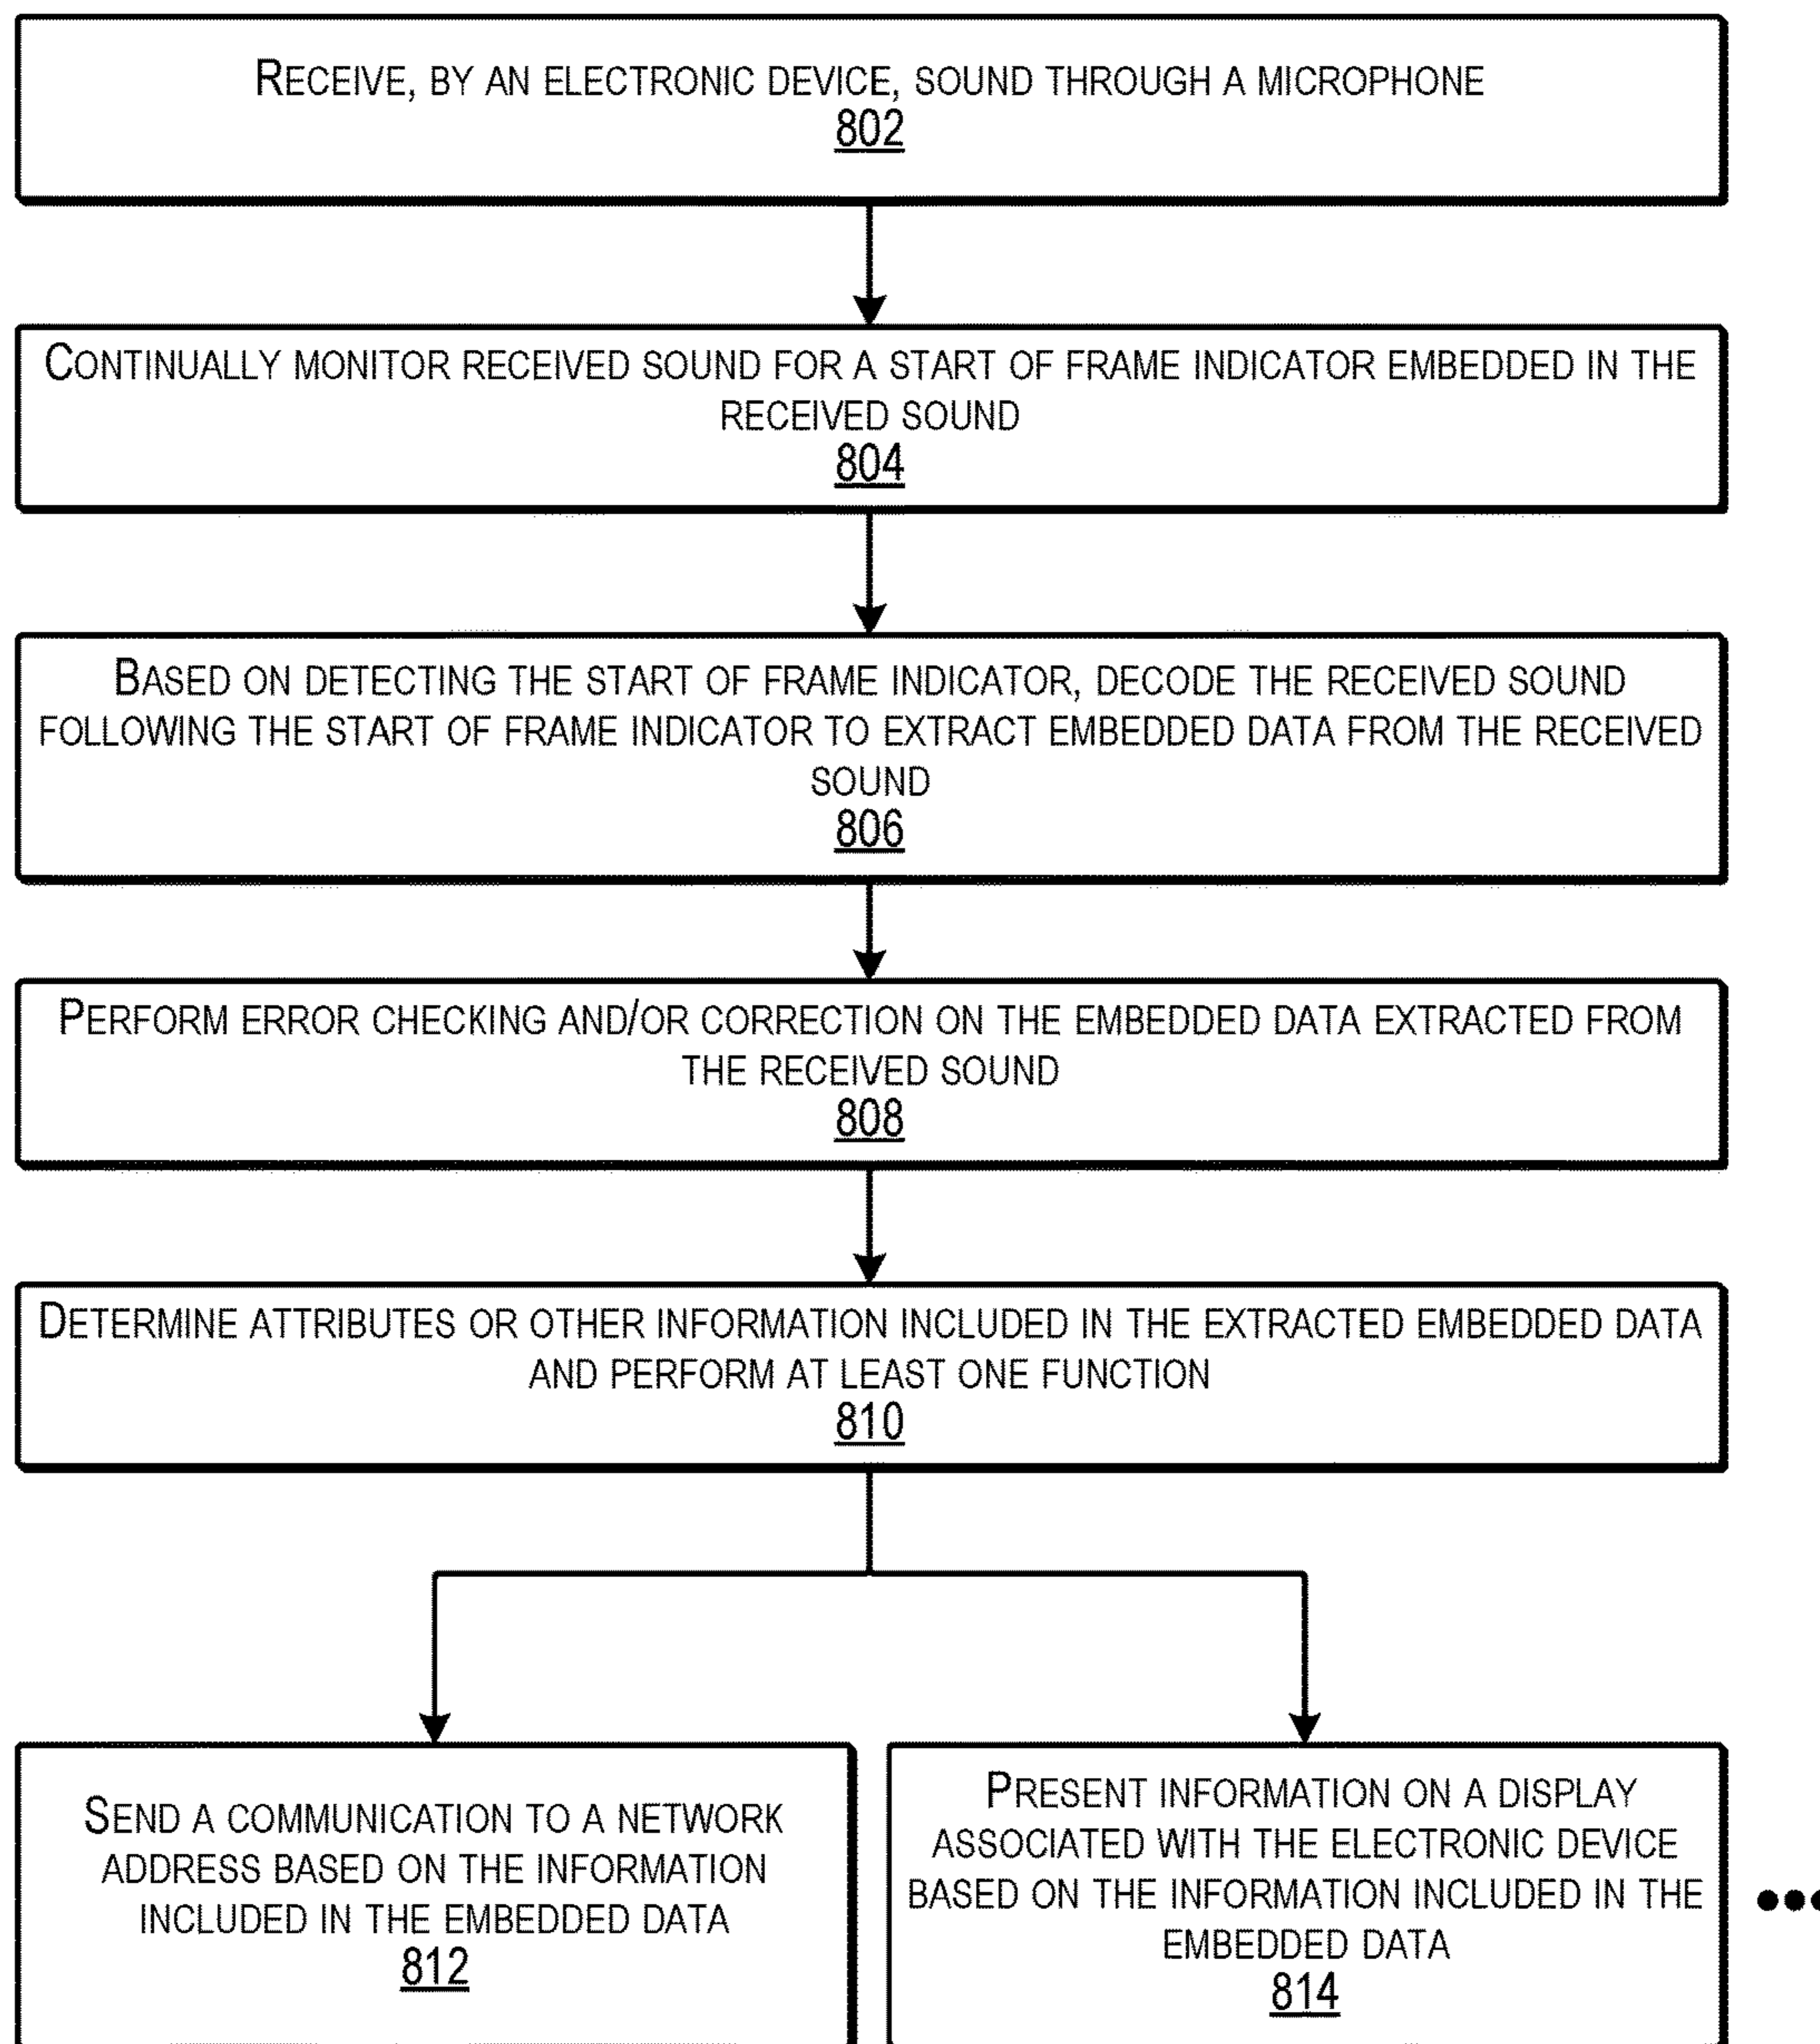 RECEIVE, BY AN ELECTRONIC DEVICE, SOUND THROUGH A MICROPHONE
802
CONTINUALLY MONITOR RECEIVED SOUND FOR A START OF FRAME INDICATOR EMBEDDED IN THE
RECEIVED SOUND
804
BASED ON DETECTING THE START OF FRAME INDICATOR, DECODE THE RECEIVED SOUND
FOLLOWING THE START OF FRAME INDICATOR TO EXTRACT EMBEDDED DATA FROM THE RECEIVED
SOUND
806
PERFORM ERROR CHECKING AND/OR CORRECTION ON THE EMBEDDED DATA EXTRACTED FROM
THE RECEIVED SOUND
808
DETERMINE ATTRIBUTES OR OTHER INFORMATION INCLUDED IN THE EXTRACTED EMBEDDED DATA
AND PERFORM AT LEAST ONE FUNCTION
810
SEND A COMMUNICATION TO A NETWORK
ADDRESS BASED ON THE INFORMATION
INCLUDED IN THE EMBEDDED DATA
812
PRESENT INFORMATION ON A DISPLAY
ASSOCIATED WITH THE ELECTRONIC DEVICE
BASED ON THE INFORMATION INCLUDED IN THE
EMBEDDED DATA
814
•••